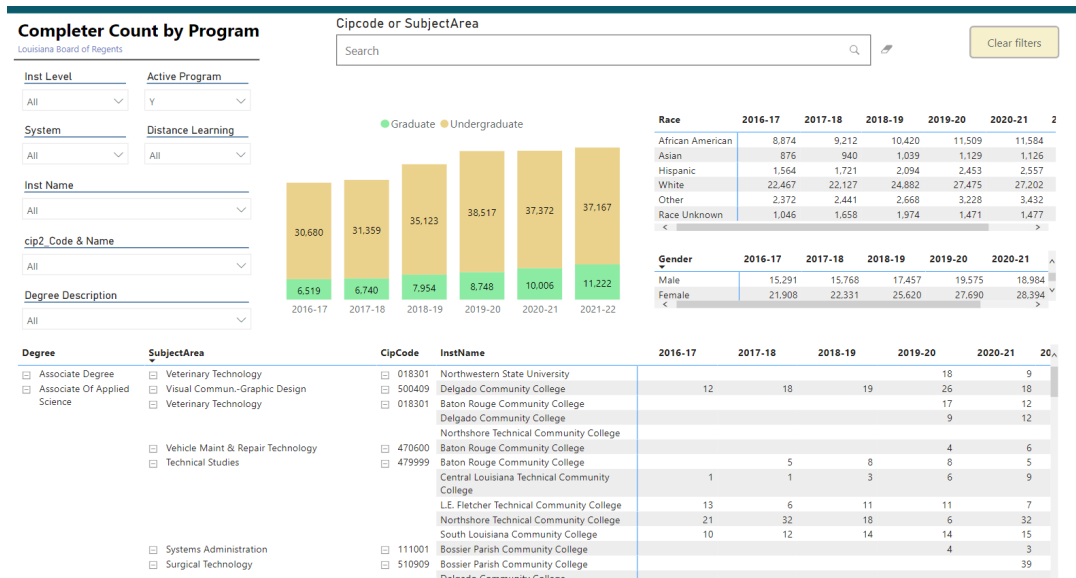 Completer Count by Program
Louisiana Board of Regents
Cipcode or SubjectArea
Search
Clear filters
Inst Level Active Program
All Y
System Distance Learning
All All
Inst Name
All
cip2_Code & Name
All
Degree Description
All
Graduate Undergraduate
30,680 31,359 35,123 38,517 37,372 37,167
6,519 6,740 7,954 8,748 10,006 11,222
2016-17 2017-18 2018-19 2019-20 2020-21 2021-22
Race 2016-17 2017-18 2018-19 2019-20 2020-21 2
African American 8,874 9,212 10,420 11,509 11,584
Asian 876 940 1,039 1,129 1,126
Hispanic 1,564 1,721 2,094 2,453 2,557
White 22,467 22,127 24,882 27,475 27,202
Other 2,372 2,441 2,668 3,228 3,432
Race Unknown 1,046 1,658 1,974 1,471 1,477
Gender 2016-17 2017-18 2018-19 2019-20 2020-21
Male 15,291 15,768 17,457 19,575 18,984
Female 21,908 22,331 25,620 27,690 28,394
Degree SubjectArea CipCode InstName 2016-17 2017-18 2018-19 2019-20 2020-21 20
Associate Degree Veterinary Technology 018301 Northwestern State University 18 9
Associate Of Applied Visual Commun.-Graphic Design 500409 Delgado Community College 12 18 19 26 18
Science Veterinary Technology 018301 Baton Rouge Community College 17 12
Delgado Community College 9 12
Northshore Technical Community College
Vehicle Maint & Repair Technology 470600 Baton Rouge Community College 4 6
Technical Studies 479999 Baton Rouge Community College 5 8 8 5
Central Louisiana Technical Community 1 1 3 6 9
College
L.E. Fletcher Technical Community College 13 6 11 11 7
Northshore Technical Community College 21 32 18 6 32
South Louisiana Community College 10 12 14 14 15
Systems Administration 111001 Bossier Parish Community College 4 3
Surgical Technology 510909 Bossier Parish Community College 39
Delgado Community College